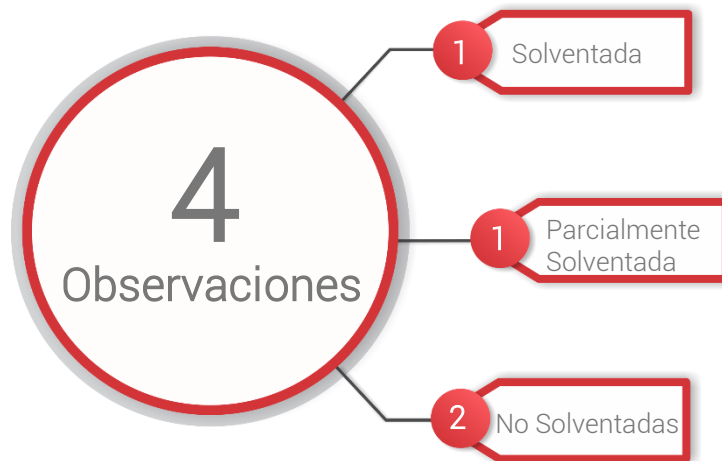 4
Observaciones
1
Solventada
1
Parcialmente
Solventada
2
No Solventadas